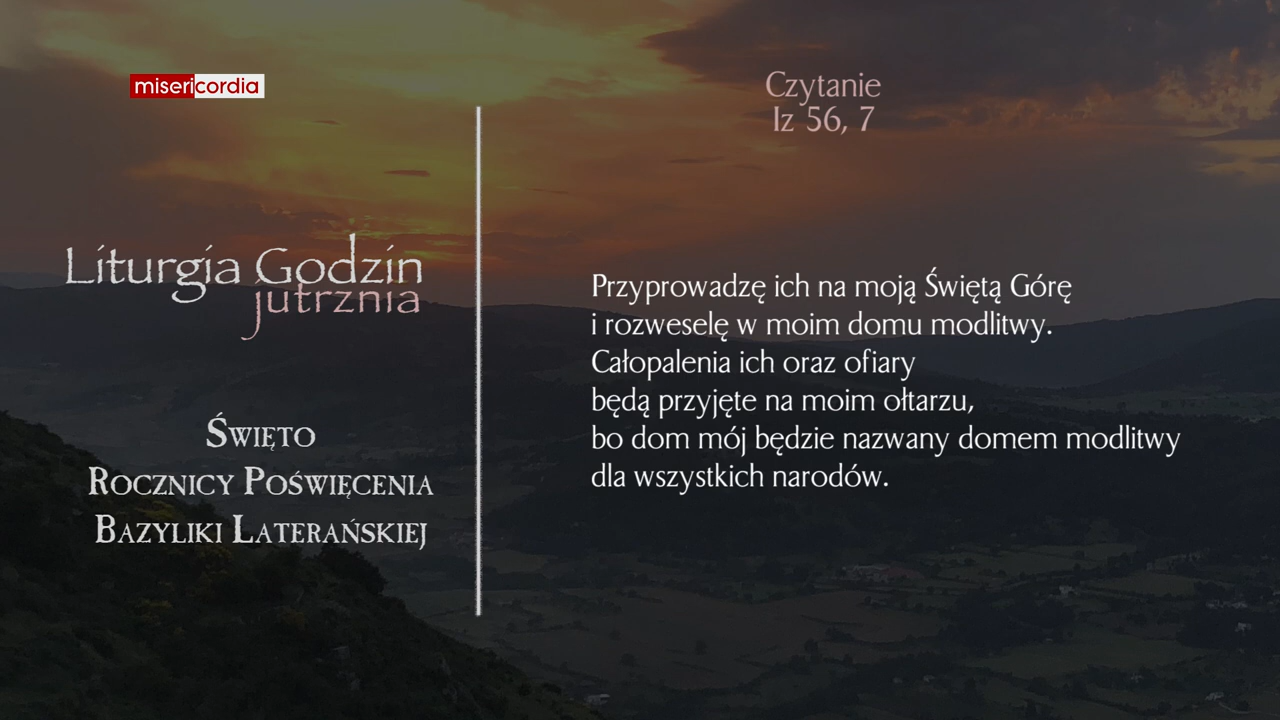 misericordia
Liturgia Godzin
jutrznia
Święto
Rocznicy Poświęcenia
Bazyliki Laterańskiej
Czytanie
Iz 56, 7
Przyprowadzę ich na moją Świętą Górę
i rozweselę w moim domu modlitwy.
Całopalenia ich oraz ofiary
będą przyjęte na moim ołtarzu,
bo dom mój będzie nazwany domem modlitwy
dla wszystkich narodów.